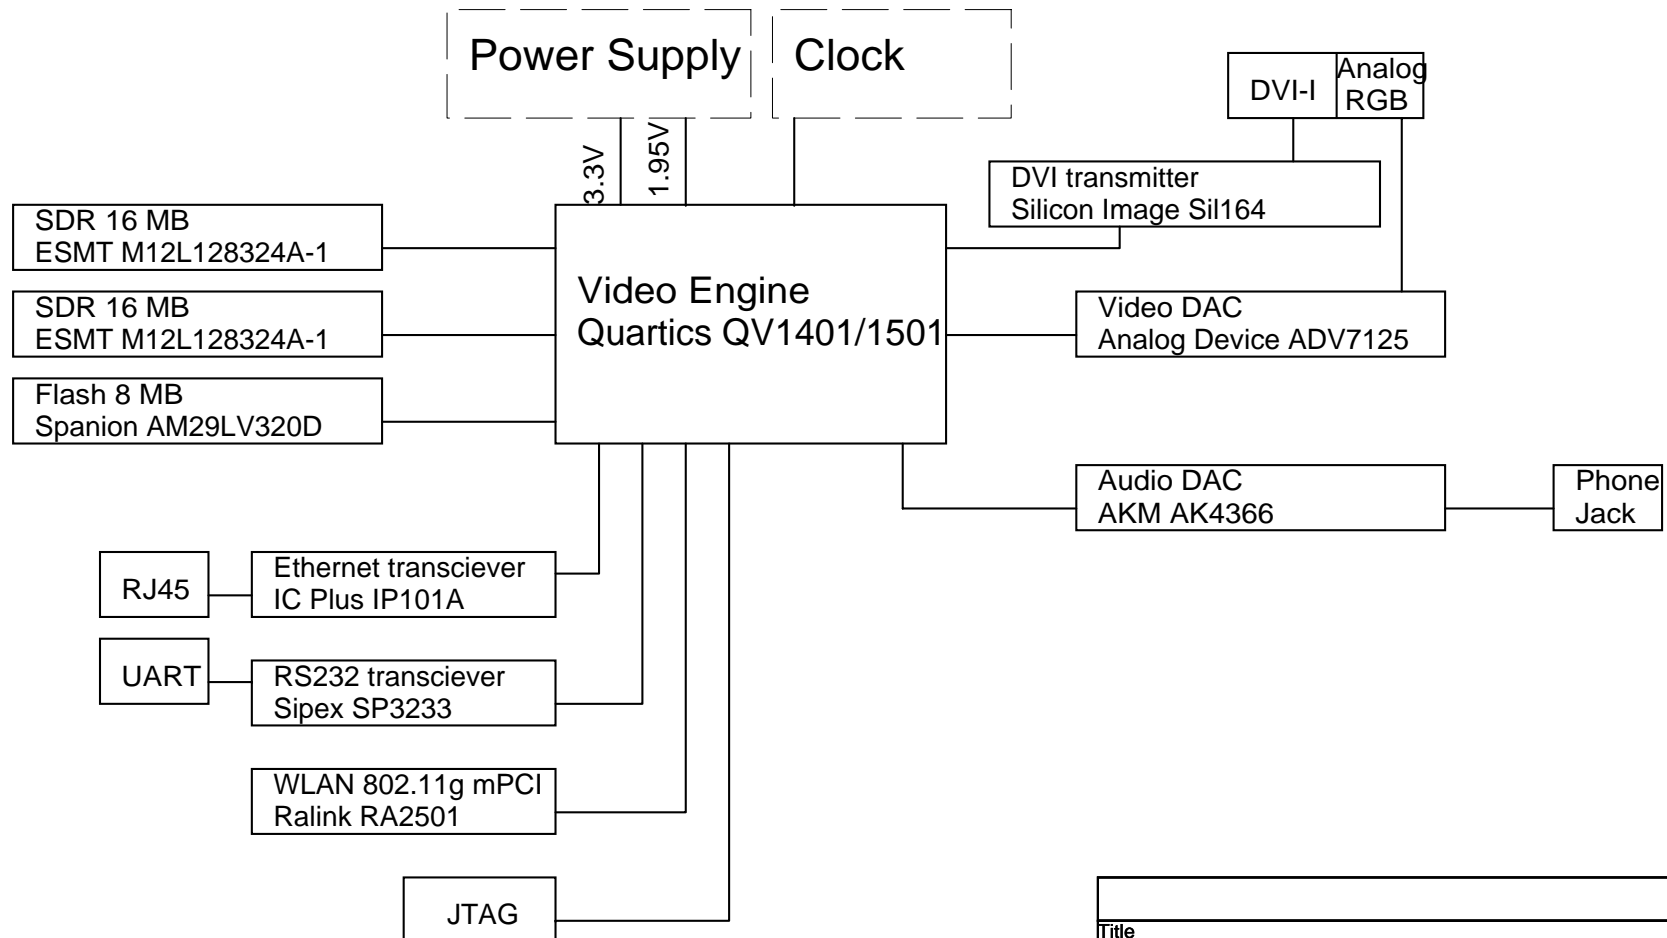 Power Supply
Clock
Analog
DVI-I
RGB
3.3V
1.95V
DVI transmitter
Silicon Image Sil164
SDR 16 MB
ESMT M12L128324A-1
Video Engine
Quartics QV1401/1501
SDR 16 MB
ESMT M12L128324A-1
Video DAC
Analog Device ADV7125
Flash 8 MB
Spanion AM29LV320D
Audio DAC
AKM AK4366
Phone
Jack
RJ45
Ethernet transciever
IC Plus IP101A
UART
RS232 transciever
Sipex SP3233
WLAN 802.11g mPCI
Ralink RA2501
JTAG
Title